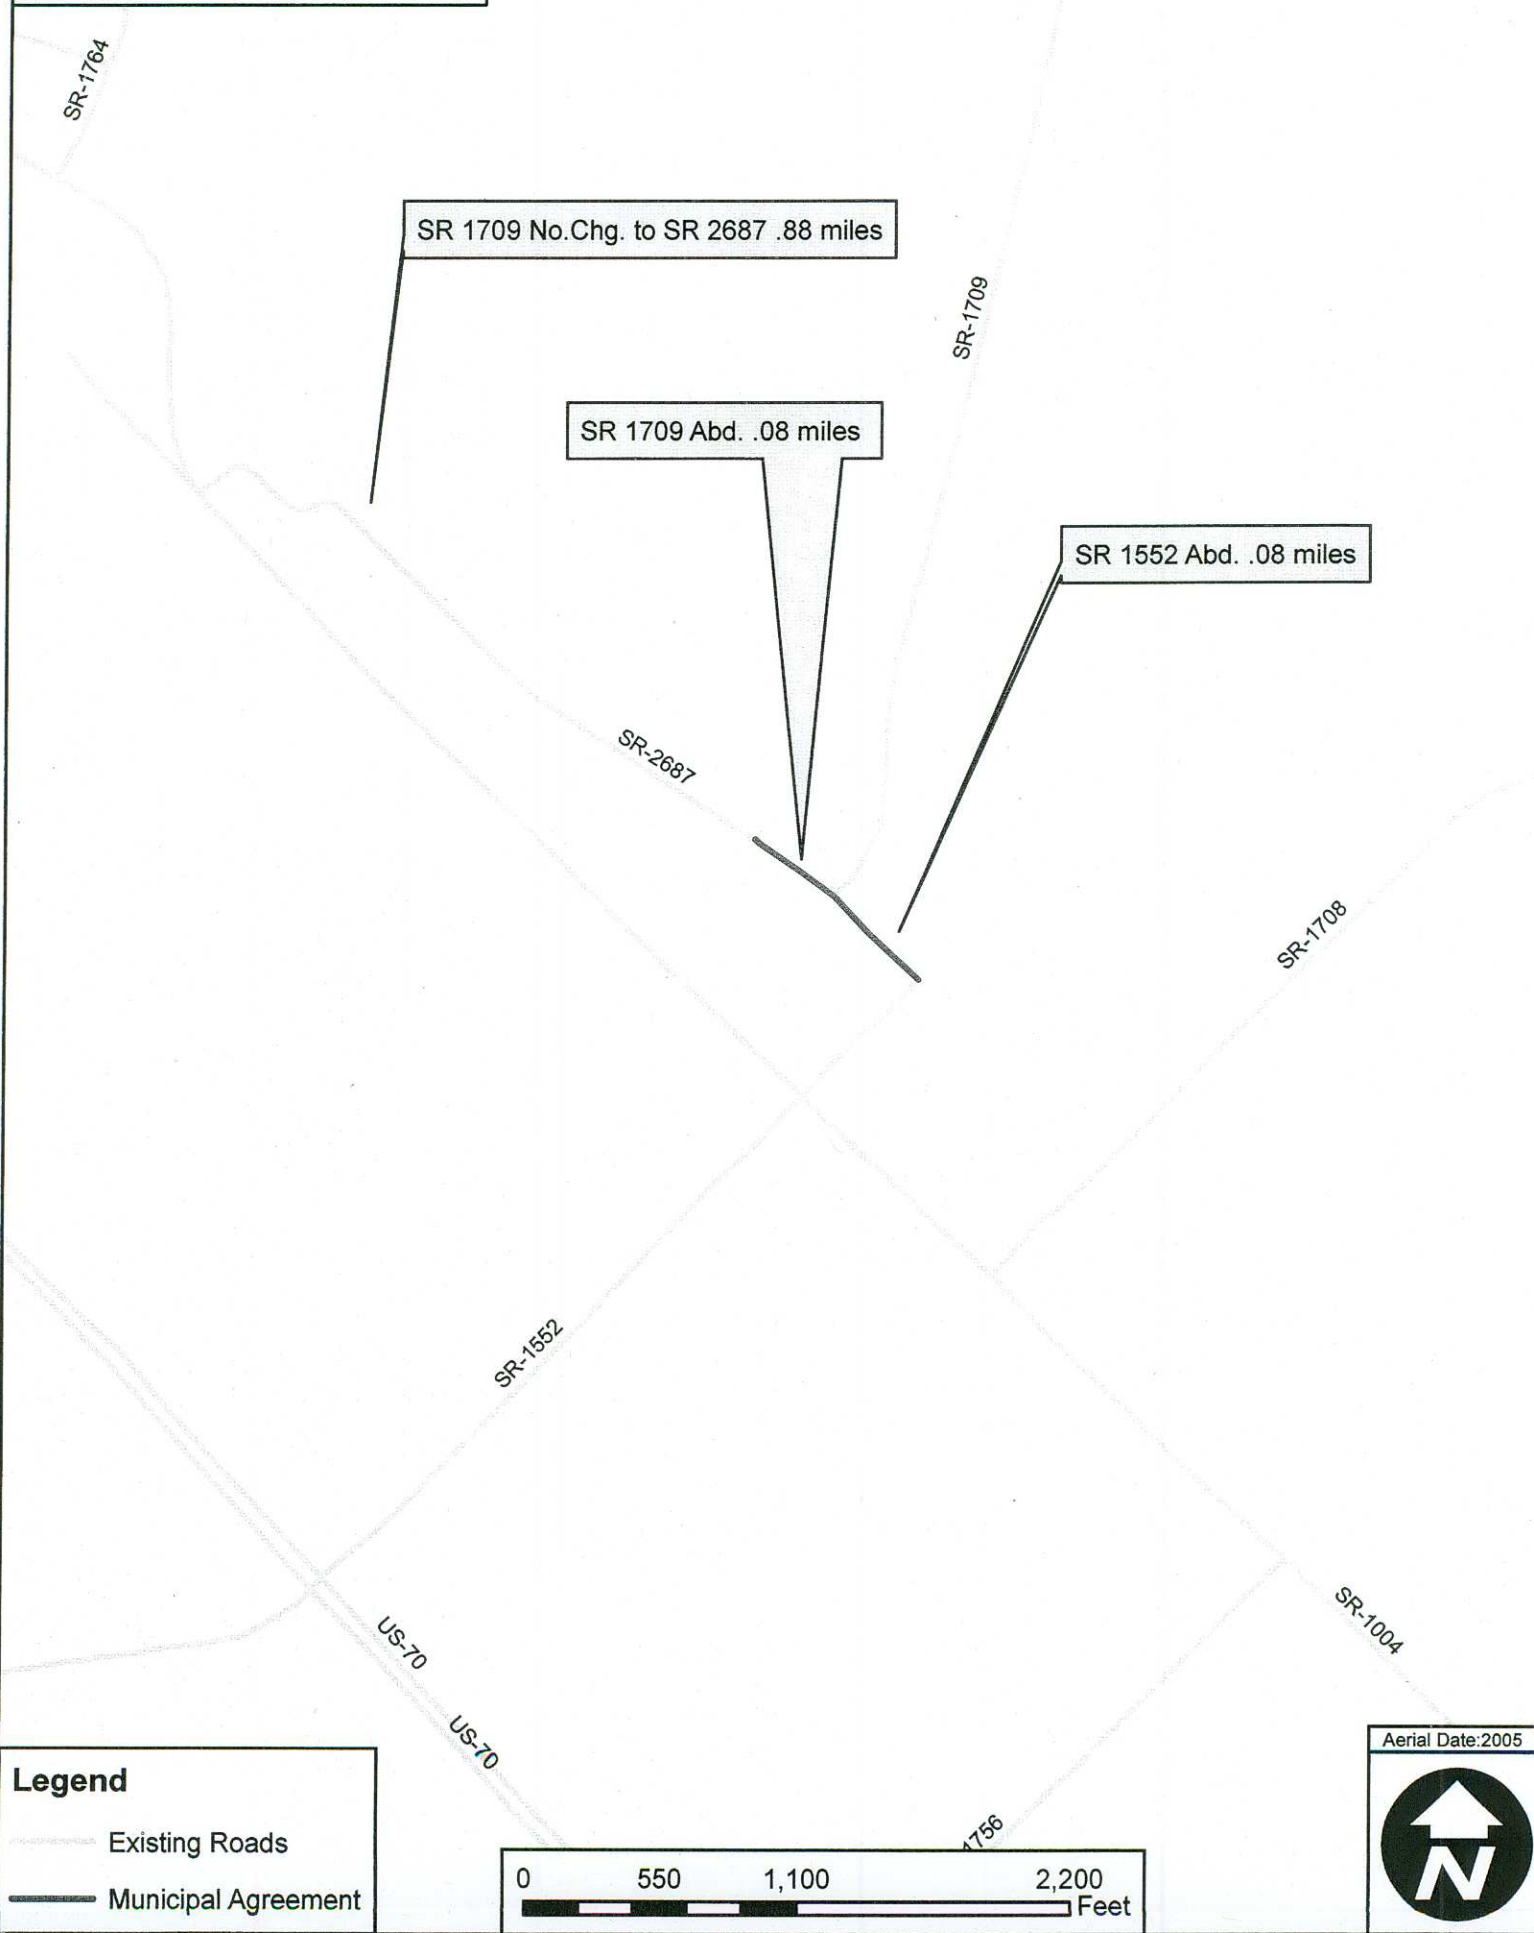 SR-1764
SR 1709 No.Chg. to SR 2687 .88 miles
SR-1709
SR 1709 Abd. .08 miles
SR 1552 Abd. .08 miles
SR-2687
SR-1708
SR-1552
SR-1004
US-70
US-70
1756
Aerial Date:2005
N
Legend
Existing Roads
Municipal Agreement
0 550 1,100 2,200
Feet